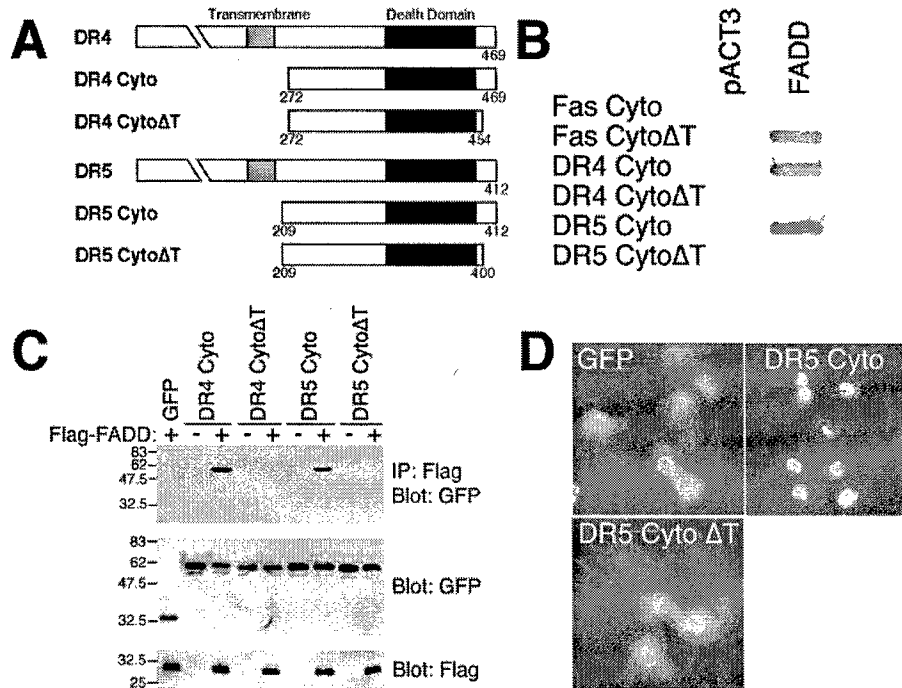 A
Transmembrane Death Domain
DR4
469
DR4 Cyto
272 469
DR4 CytoΔT
272 454
DR5
412
DR5 Cyto
209 412
DR5 CytoΔT
209 400
B
pACT3
FADD
Fas Cyto
Fas CytoΔT
DR4 Cyto
DR4 CytoΔT
DR5 Cyto
DR5 CytoΔT
C
GFP
DR4 Cyto
DR4 CytoΔT
DR5 Cyto
DR5 CytoΔT
Flag-FADD: + - + - + - + - +
83
62
47.5
32.5
IP: Flag
Blot: GFP
83
62
47.5
32.5
Blot: GFP
32.5
25
Blot: Flag
D
GFP
DR5 Cyto
DR5 Cyto ΔT